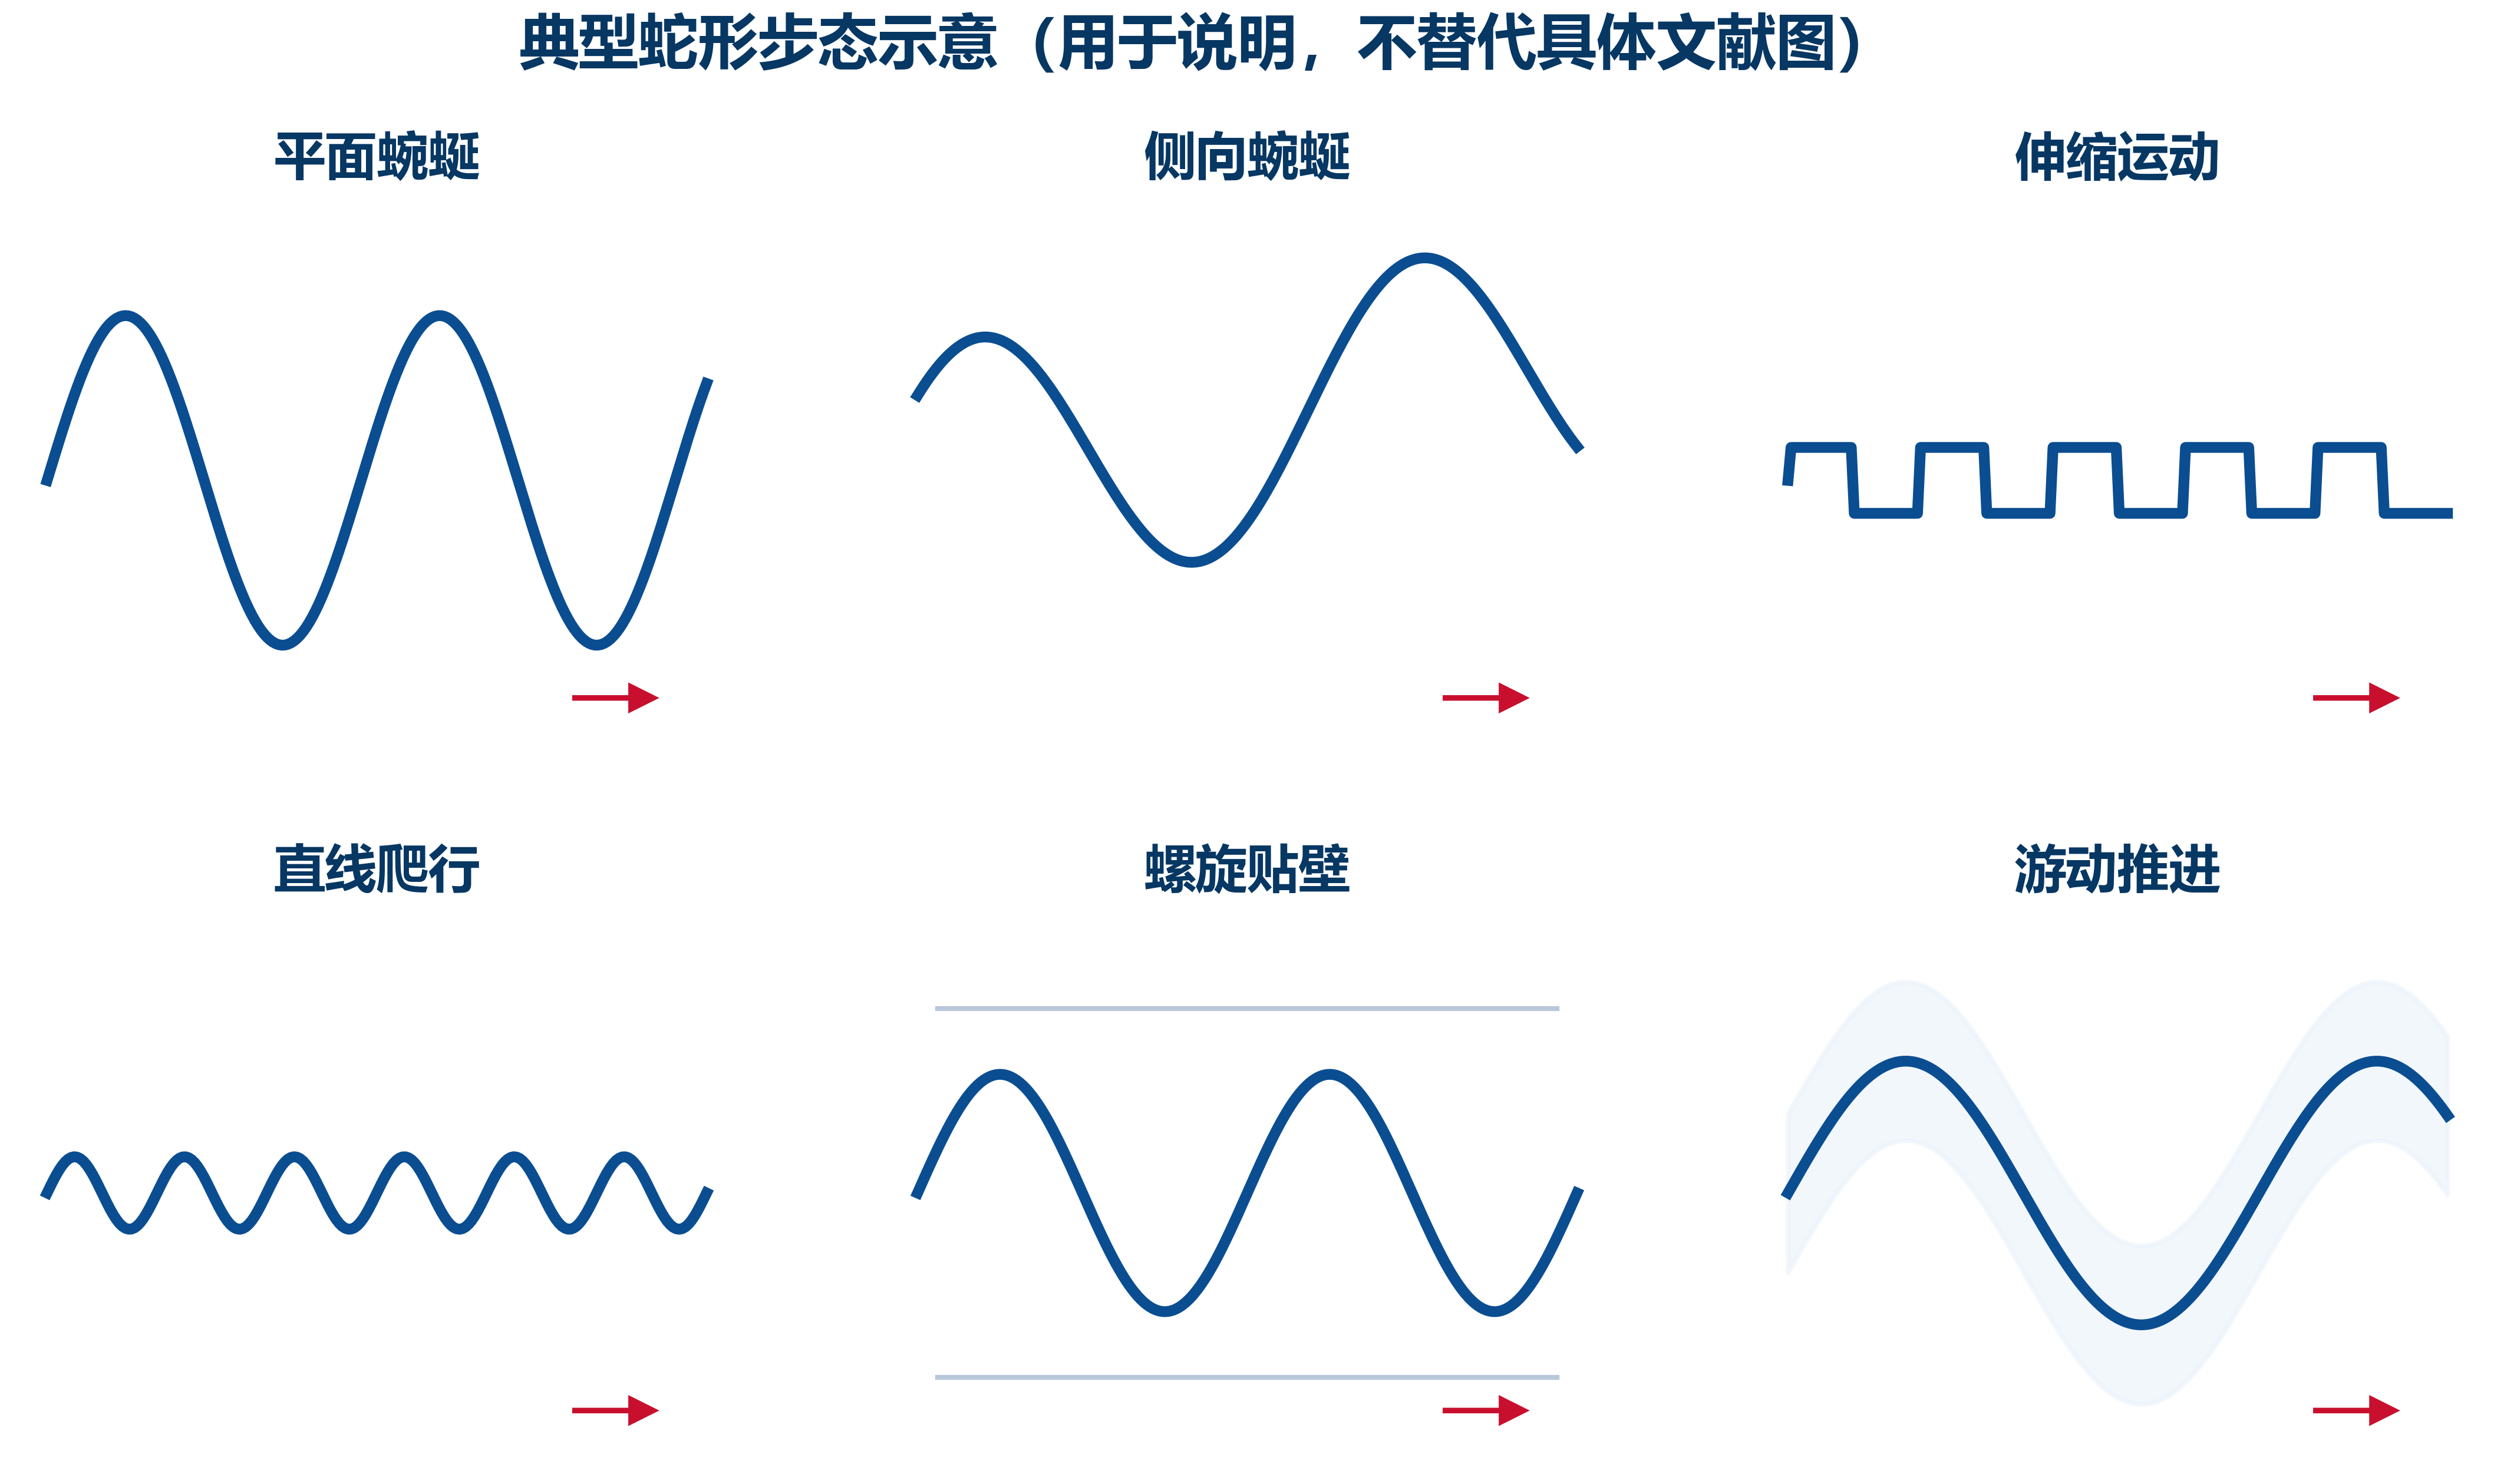 典型蛇形步态示意（用于说明，不替代具体文献图）
平面蜿蜒
侧向蜿蜒
伸缩运动
直线爬行
螺旋贴壁
游动推进